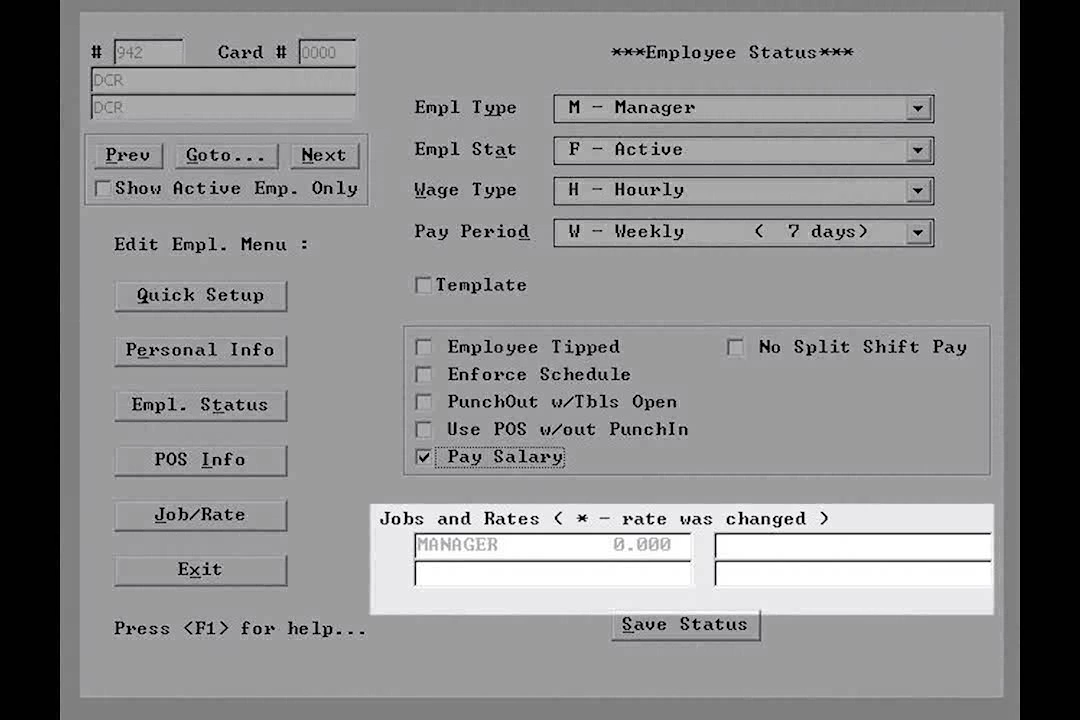 # 942 Card # 0000
DCR
DCR
Prev Goto... Next
Show Active Emp. Only
Edit Empl. Menu :
Quick Setup
Personal Info
Empl. Status
POS Info
Job/Rate
Exit
Press <F1> for help...
***Employee Status***
Empl Type M - Manager
Empl Stat F - Active
Wage Type H - Hourly
Pay Period W - Weekly ( 7 days)
Template
Employee Tipped
No Split Shift Pay
Enforce Schedule
PunchOut w/Tbls Open
Use POS w/out PunchIn
Pay Salary
Jobs and Rates ( * - rate was changed )
MANAGER 0.000
Save Status